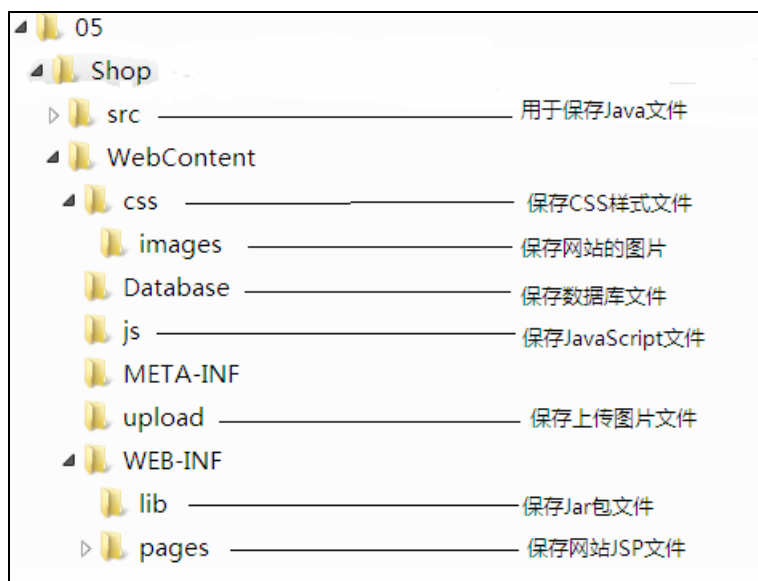 05
Shop
src 用于保存Java文件
WebContent
css 保存CSS样式文件
images 保存网站的图片
Database 保存数据库文件
js 保存JavaScript文件
META-INF
upload 保存上传图片文件
WEB-INF
lib 保存Jar包文件
pages 保存网站JSP文件